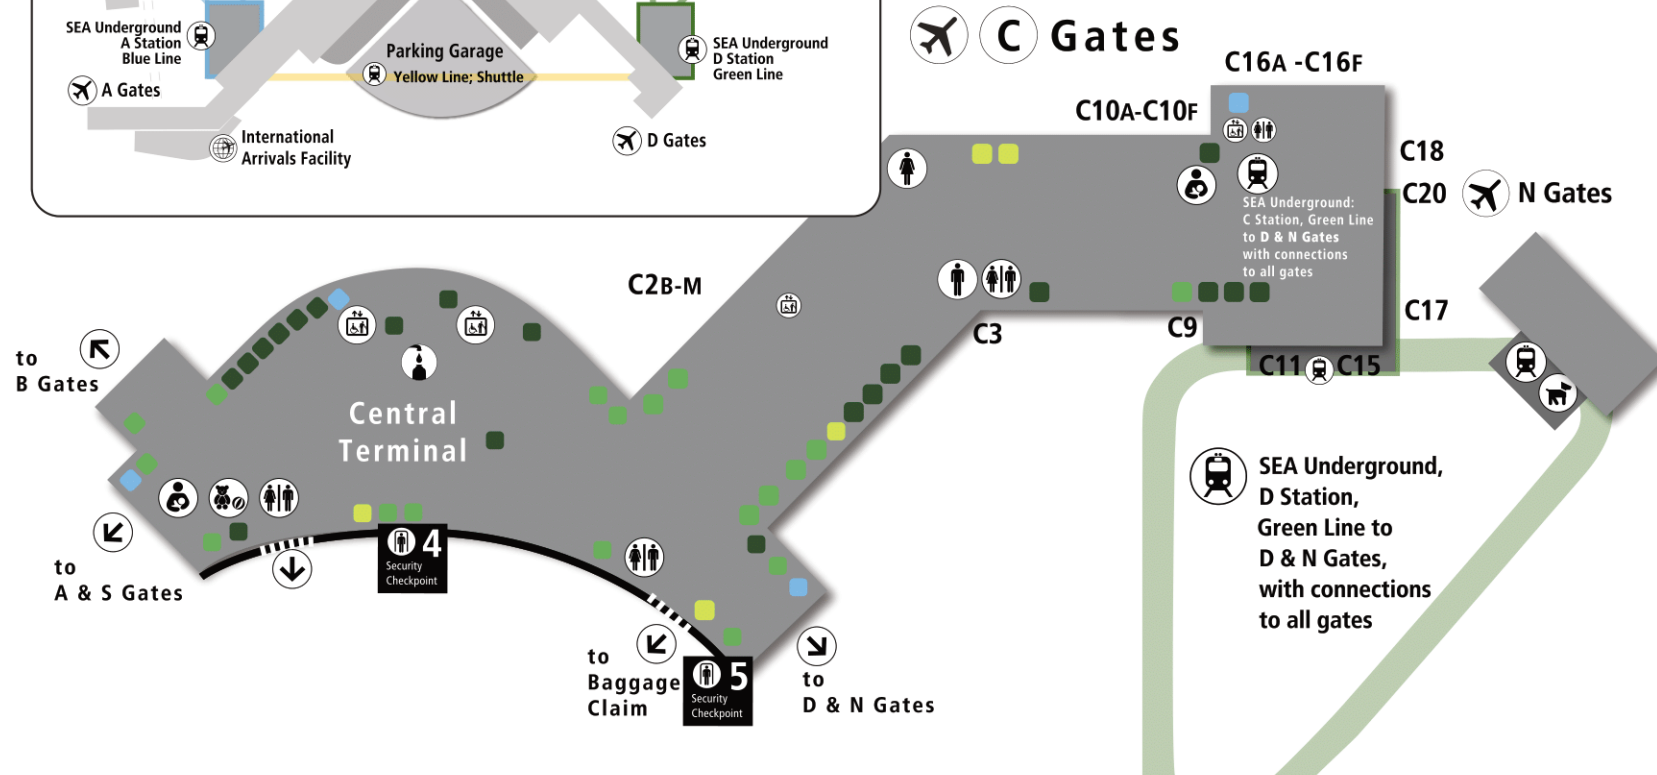 SEA Underground
A Station
Blue Line
Parking Garage
Yellow Line; Shuttle
SEA Underground
D Station
Green Line
A Gates
International
Arrivals Facility
D Gates
C Gates
C16A -C16F
C10A-C10F
C18
C20
N Gates
SEA Underground:
C Station, Green Line
to D & N Gates
with connections
to all gates
C2B-M
C17
C3
C9
C11
C15
to
B Gates
Central
Terminal
to
A & S Gates
4
Security
Checkpoint
to
Baggage
Claim
5
Security
Checkpoint
to
D & N Gates
SEA Underground,
D Station,
Green Line to
D & N Gates,
with connections
to all gates